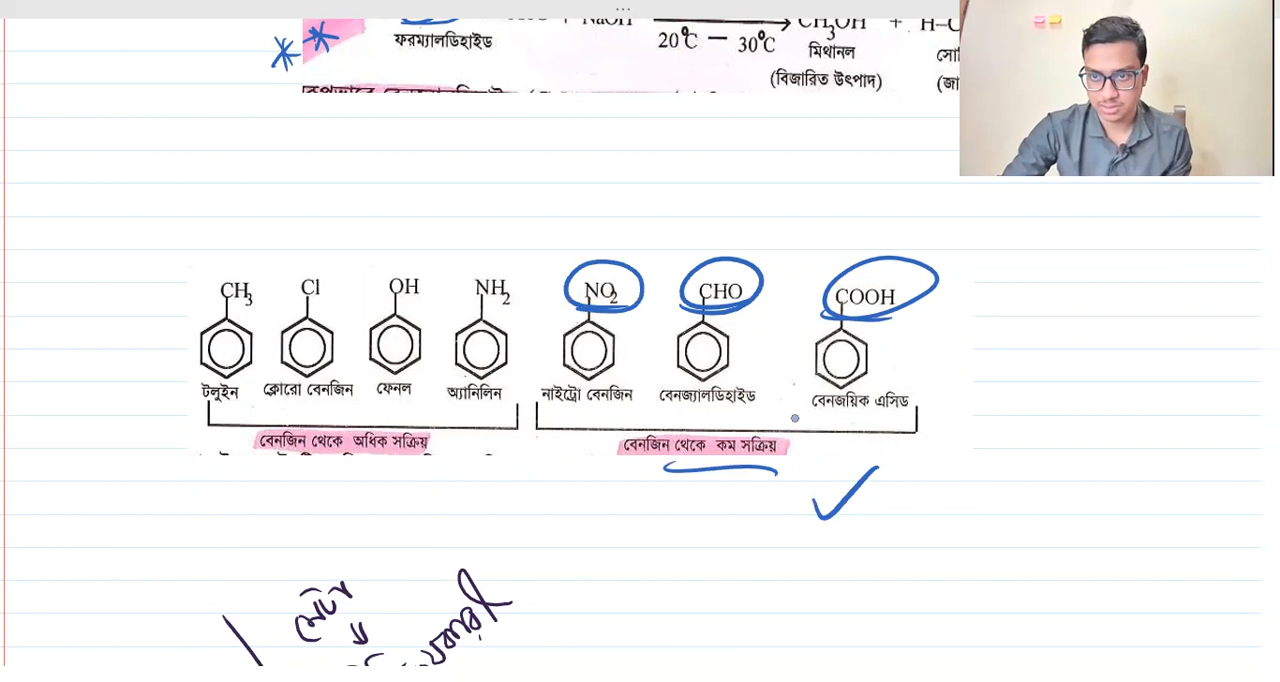 + NaOH CH3OH + H–C
20°C — 30°C
ফরম্যালডিহাইড মিথানল সো
(বিজারিত উৎপাদ) (জা
CH3 Cl OH NH2 NO2 CHO COOH
টলুইন ক্লোরো বেনজিন ফেনল অ্যানিলিন নাইট্রো বেনজিন বেনজ্যালডিহাইড বেনজয়িক এসিড
বেনজিন থেকে অধিক সক্রিয় বেনজিন থেকে কম সক্রিয়
মেটা